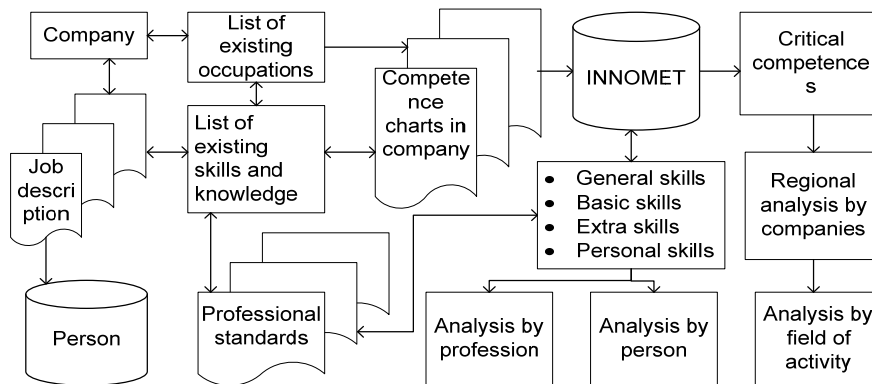 Company
List of
existing
occupations
Compete
nce
charts in
company
INNOMET
Critical
competence
s
List of
existing
skills and
knowledge
Job
descri
ption
• General skills
• Basic skills
• Extra skills
• Personal skills
Regional
analysis by
companies
Person
Professional
standards
Analysis by
profession
Analysis by
person
Analysis by
field of
activity